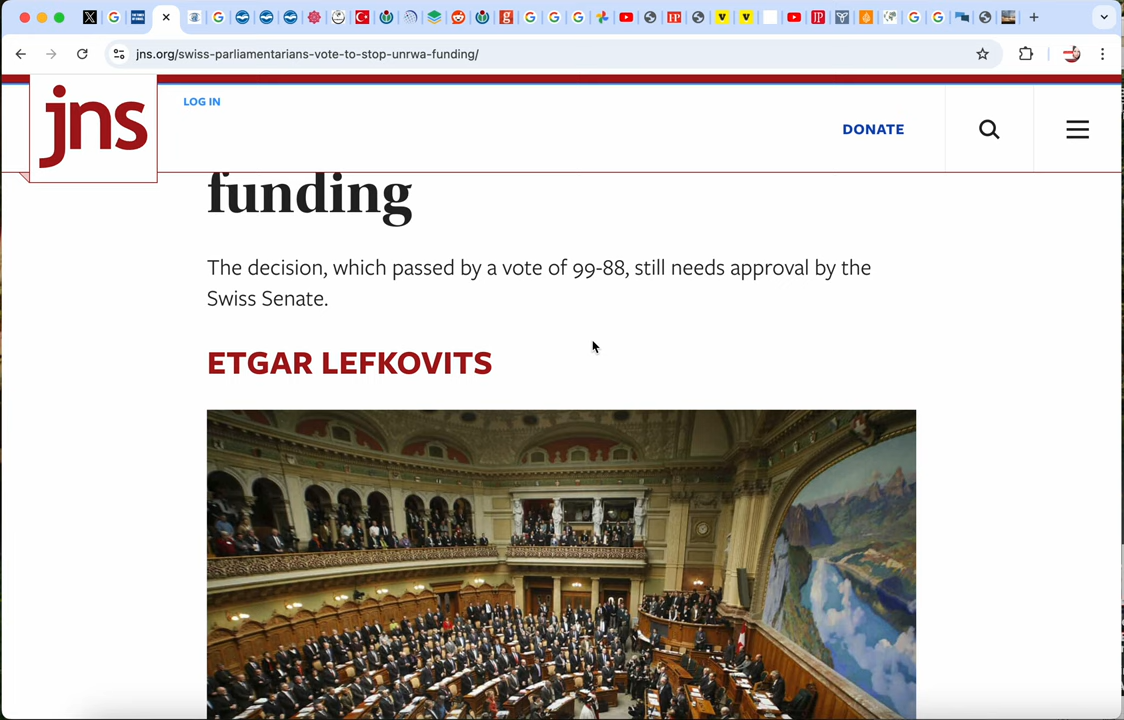 jns.org/swiss-parliamentarians-vote-to-stop-unrwa-funding/
jns
LOG IN
DONATE
funding
The decision, which passed by a vote of 99-88, still needs approval by the
Swiss Senate.
ETGAR LEFKOVITS